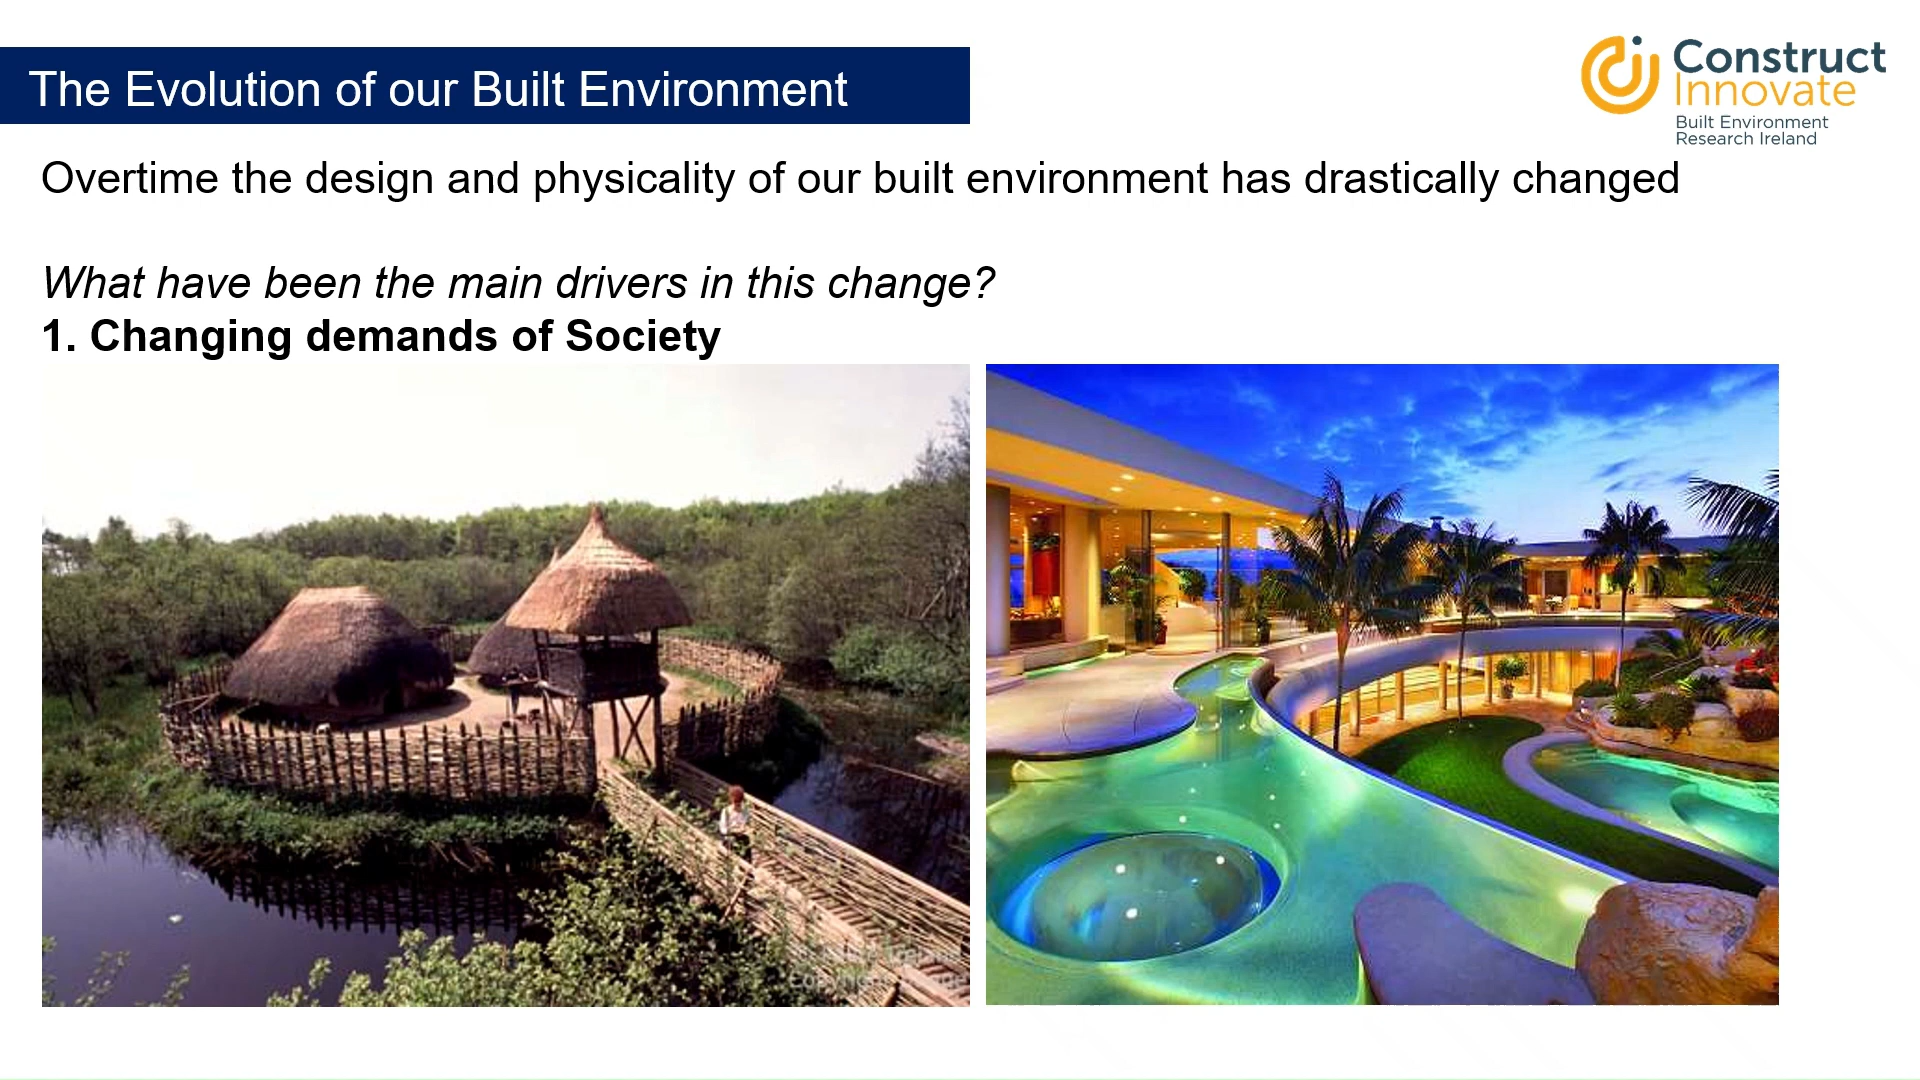 The Evolution of our Built Environment
Construct
Innovate
Built Environment
Research Ireland
Overtime the design and physicality of our built environment has drastically changed
What have been the main drivers in this change?
1. Changing demands of Society